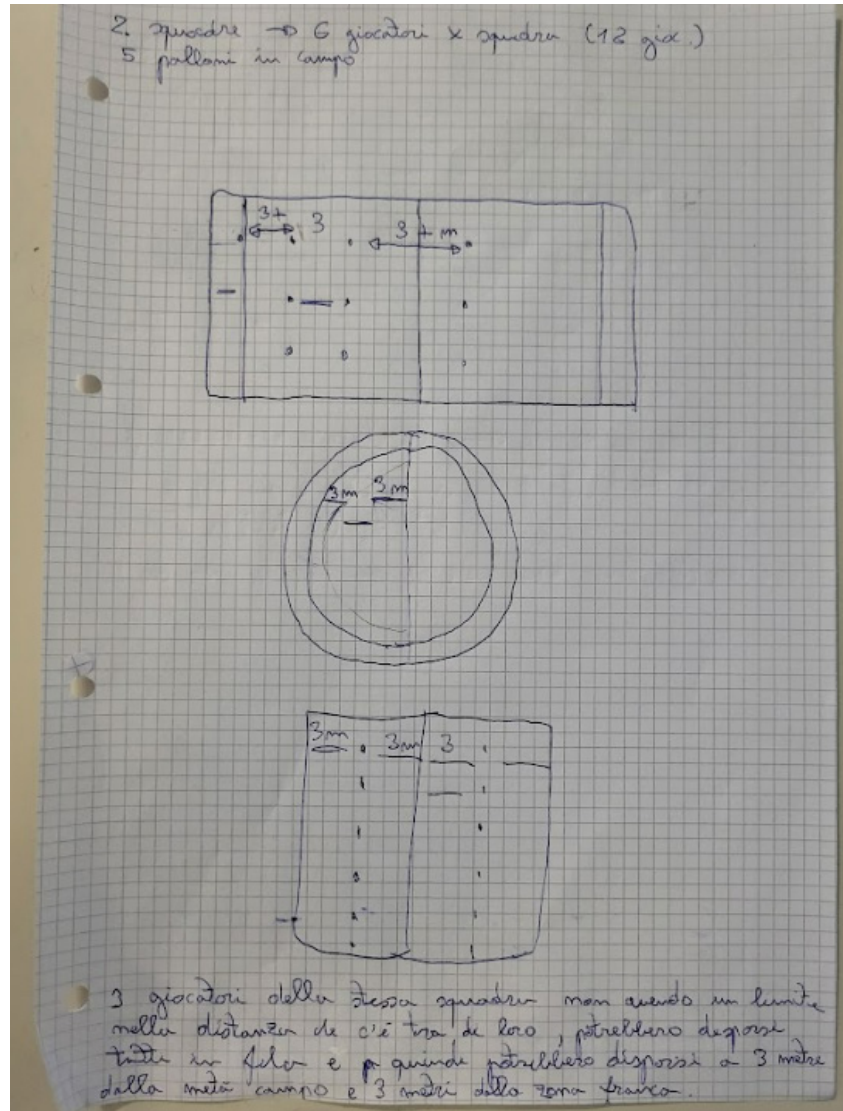 2 squadre → 6 giocatori x squadra (12 gioc.)
5 palloni in campo
3+ 3 3 + m
3m 3m
3m 3m 3
3 giocatori della stessa squadra non avendo un limite
nella distanza che c'è tra di loro, potrebbero disporsi
tutti in fila e quindi potrebbero disporsi a 3 metri
dalla metà campo e 3 metri dalla zona franca.